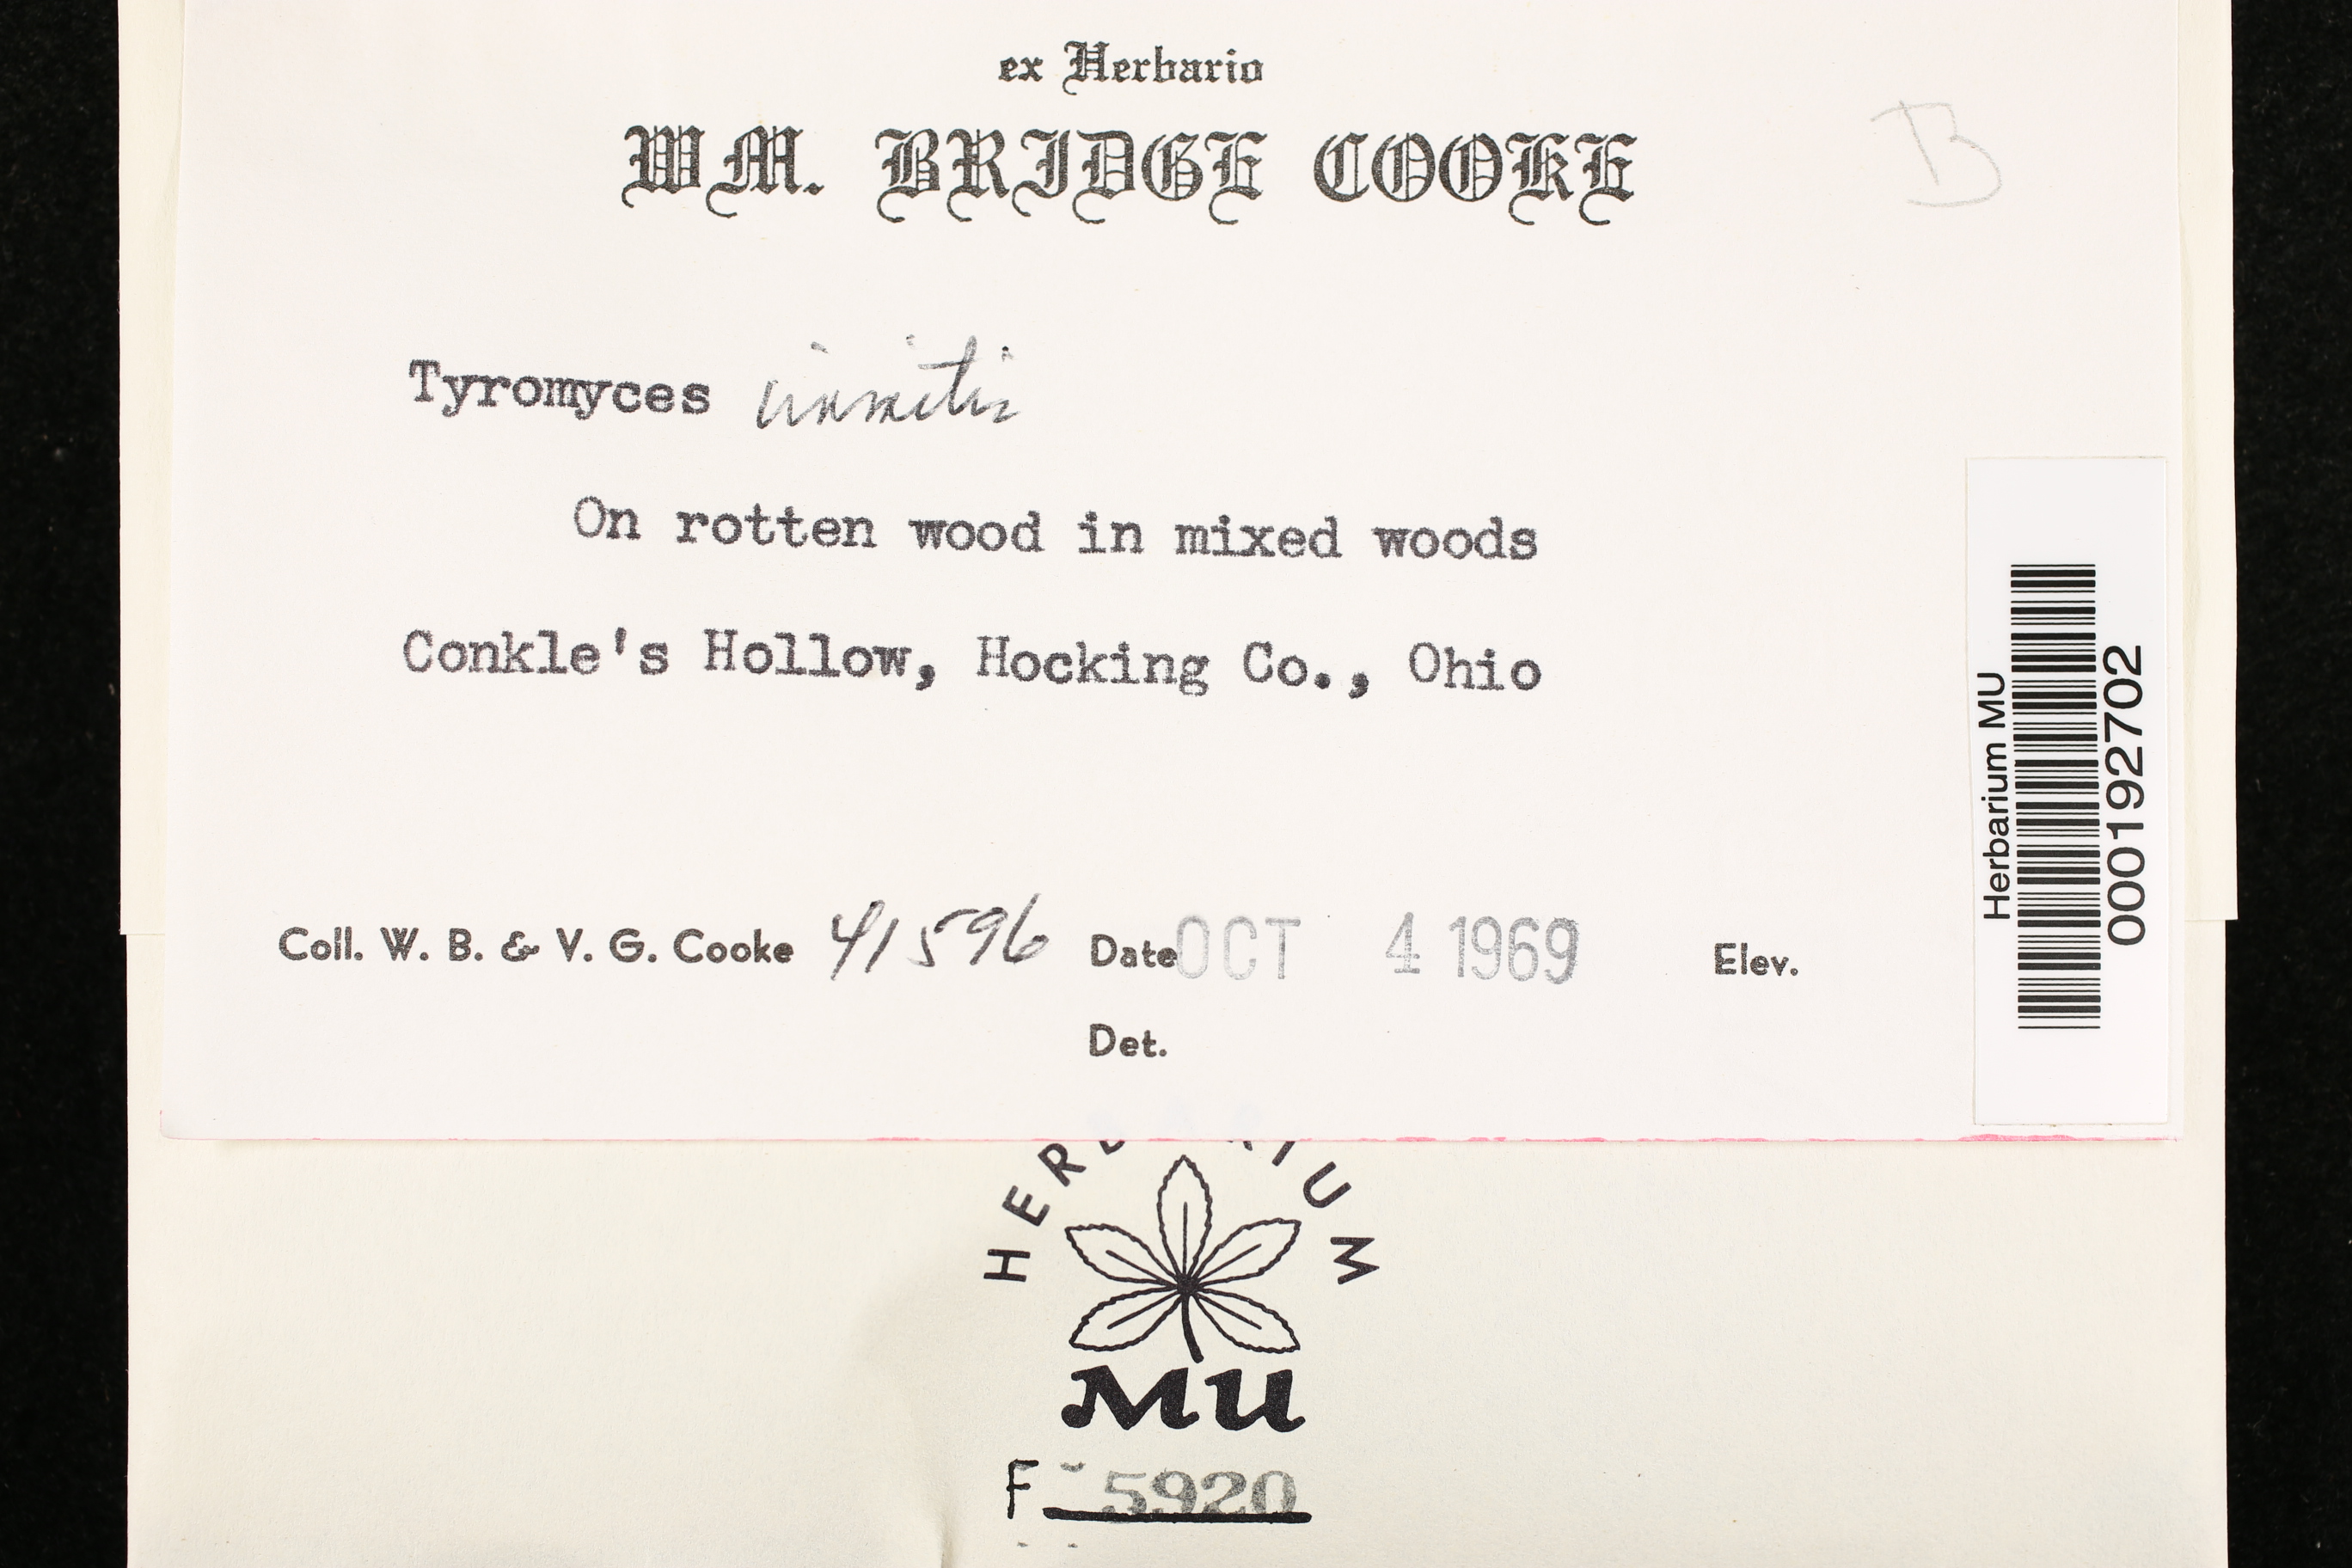 ex Herbario
WM. BRIDGE COOKE
B
Tyromyces
On rotten wood in mixed woods
Conkle's Hollow, Hocking Co., Ohio
Coll. W. B. & V. G. Cooke 41596 Date OCT 4 1969 Elev.
Det.
Herbarium MU
000192702
HERBARIUM
MU
F 5920